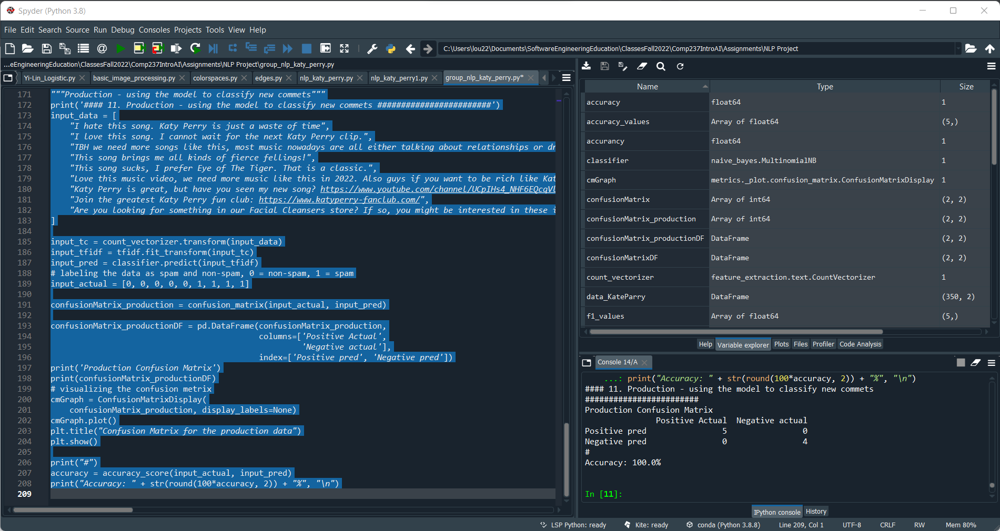 Spyder (Python 3.8)
File Edit Search Source Run Debug Consoles Projects Tools View Help
C:\Users\lou22\Documents\SoftwareEngineeringEducation\ClassesFall2022\Comp237IntroAI\Assignments\NLP Project
...eEngineeringEducation\ClassesFall2022\Comp237IntroAI\Assignments\NLP Project\group_nlp_katy_perry.py
Yi-Lin_Logistic.py basic_image_processing.py colorspaces.py edges.py nlp_katy_perry.py nlp_katy_perry1.py group_nlp_katy_perry.py*
171 """Production - using the model to classify new commets"""
172 print('#### 11. Production - using the model to classify new commets ########################')
173 input_data = [
174 "I hate this song. Katy Perry is just a waste of time",
175 "I love this song. I cannot wait for the next Katy Perry clip.",
176 "TBH we need more songs like this, most music nowadays are all either talking about relationships or dr
177 "This song brings me all kinds of fierce fellings!",
178 "This song sucks, I prefer Eye of The Tiger. That is a classic.",
179 "Love this music video, we need more music like this in 2022. Also guys if you want to be rich like Kat
180 "Katy Perry is great, but have you seen my new song? https://www.youtube.com/channel/UCpIHs4_NHF6EQcqVl
181 "Join the greatest Katy Perry fun club: https://www.katyperry-fanclub.com/",
182 "Are you looking for something in our Facial Cleansers store? If so, you might be interested in these i
183 ]
184
185 input_tc = count_vectorizer.transform(input_data)
186 input_tfidf = tfidf.fit_transform(input_tc)
187 input_pred = classifier.predict(input_tfidf)
188 # labeling the data as spam and non-spam, 0 = non-spam, 1 = spam
189 input_actual = [0, 0, 0, 0, 0, 1, 1, 1, 1]
190
191 confusionMatrix_production = confusion_matrix(input_actual, input_pred)
192
193 confusionMatrix_productionDF = pd.DataFrame(confusionMatrix_production,
194 columns=['Positive Actual',
195 'Negative actual'],
196 index=['Positive pred', 'Negative pred'])
197 print('Production Confusion Matrix')
198 print(confusionMatrix_productionDF)
199 # visualizing the confusion metrix
200 cmGraph = ConfusionMatrixDisplay(
201 confusionMatrix_production, display_labels=None)
202 cmGraph.plot()
203 plt.title("Confusion Matrix for the production data")
204 plt.show()
205
206 print("#")
207 accuracy = accuracy_score(input_actual, input_pred)
208 print("Accuracy: " + str(round(100*accuracy, 2)) + "%", "\n")
209
Name Type Size
accuracy float64 1
accuracy_values Array of float64 (5,)
accurancy float64 1
classifier naive_bayes.MultinomialNB 1
cmGraph metrics._plot.confusion_matrix.ConfusionMatrixDisplay 1
confusionMatrix Array of int64 (2, 2)
confusionMatrix_production Array of int64 (2, 2)
confusionMatrix_productionDF DataFrame (2, 2)
confusionMatrixDF DataFrame (2, 2)
count_vectorizer feature_extraction.text.CountVectorizer 1
data_KateParry DataFrame (350, 2)
f1_values Array of float64 (5,)
Help Variable explorer Plots Files Profiler Code Analysis
Console 14/A
...: print("Accuracy: " + str(round(100*accuracy, 2)) + "%", "\n")
#### 11. Production - using the model to classify new commets
########################
Production Confusion Matrix
Positive Actual Negative actual
Positive pred 5 0
Negative pred 0 4
#
Accuracy: 100.0%
In [11]:
IPython console History
LSP Python: ready Kite: ready conda (Python 3.8.8) Line 209, Col 1 UTF-8 CRLF RW Mem 80%